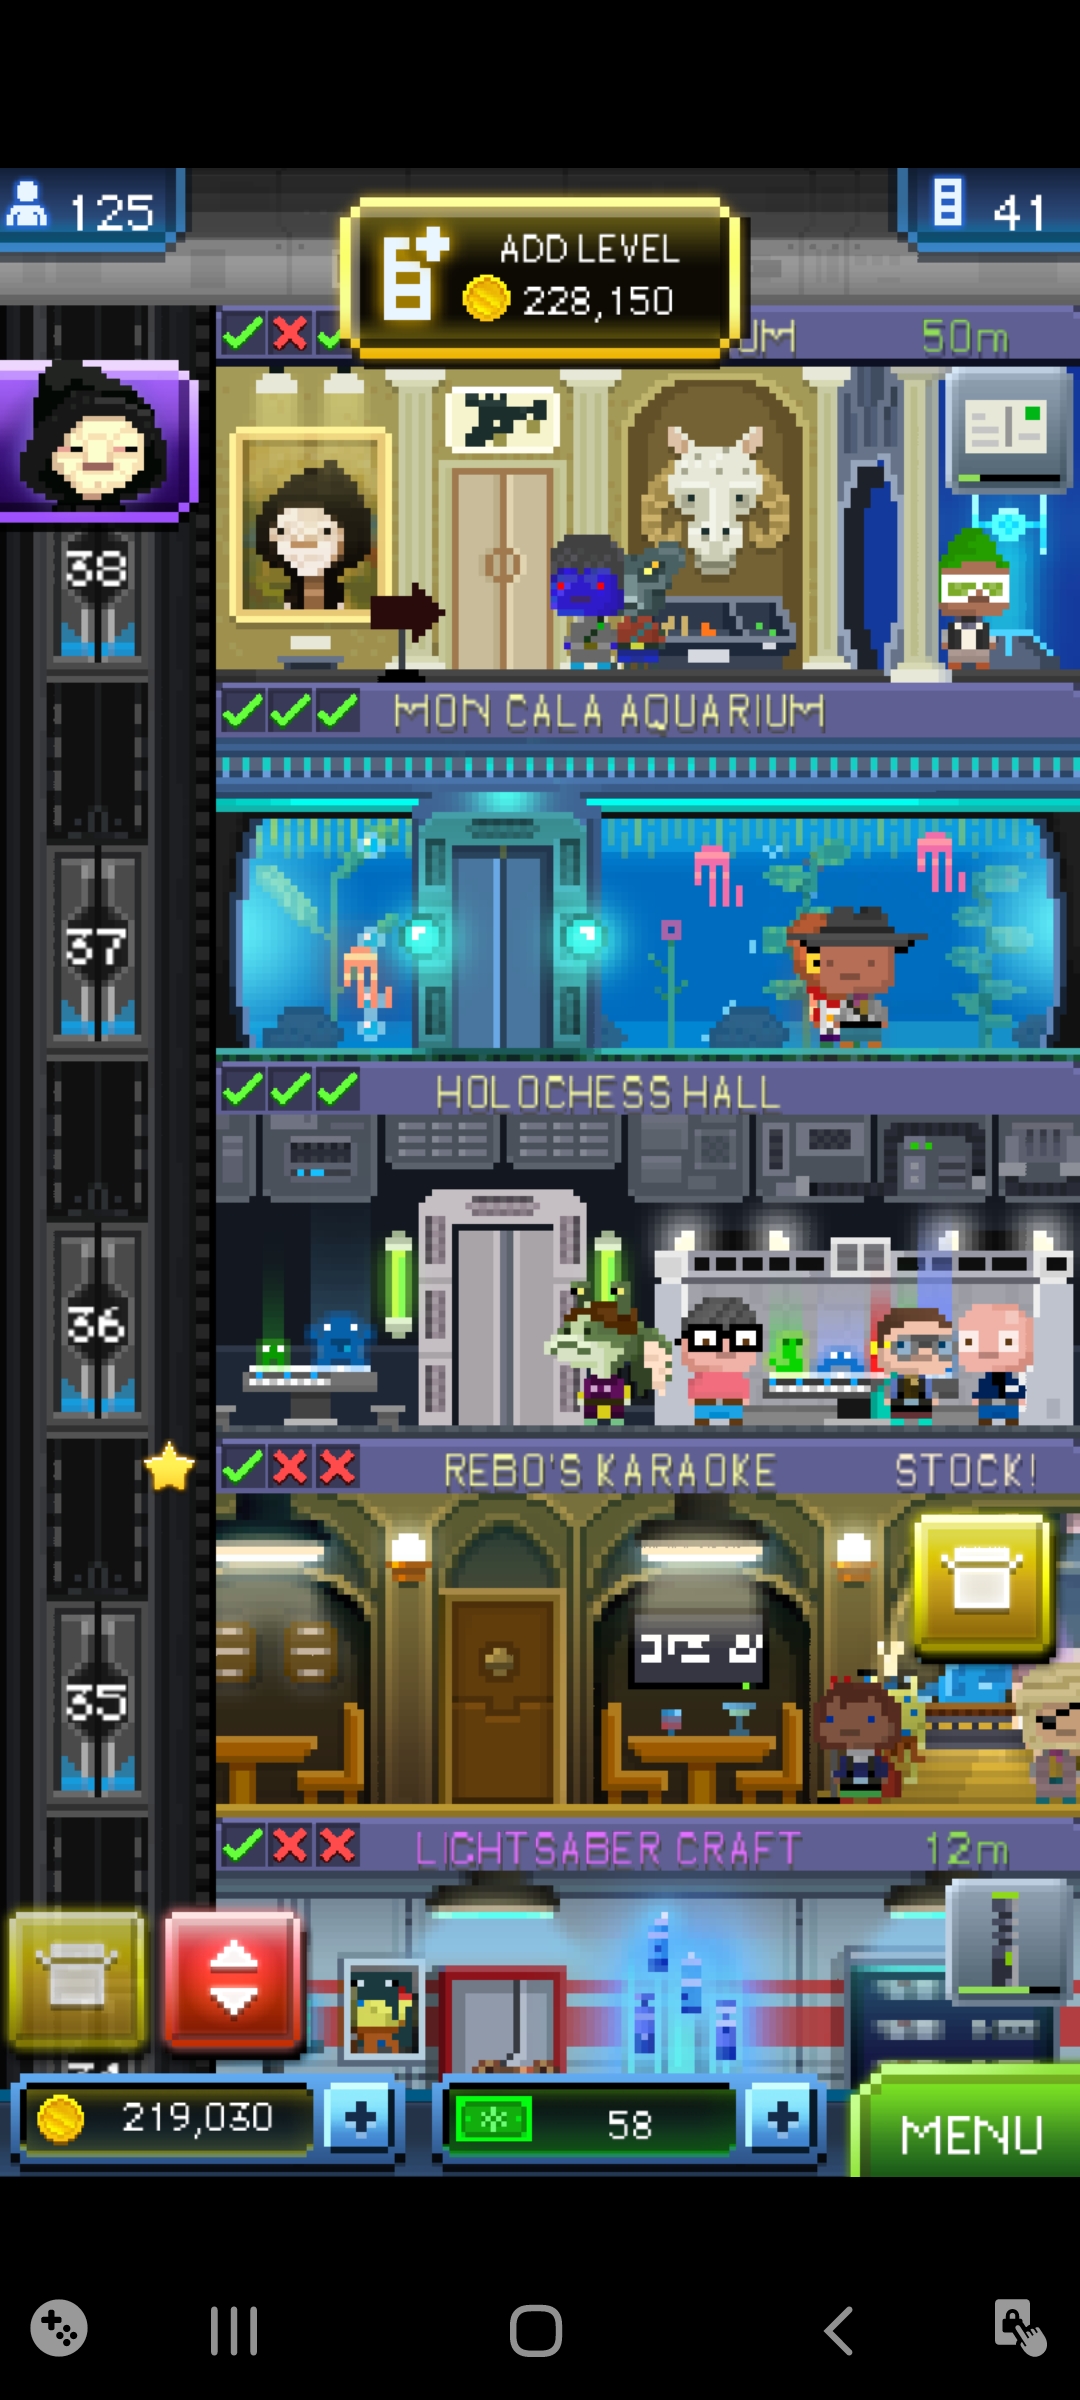 125
ADD LEVEL
228,150
41
UM
50m
38
MON CALA AQUARIUM
37
HOLOCHESS HALL
36
REBO'S KARAOKE
STOCK!
35
LIGHTSABER CRAFT
12m
219,030
+
58
+
MENU